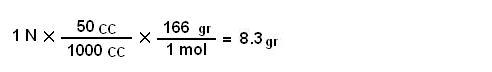 1 N × 50 cc / 1000 cc × 166 gr / 1 mol = 8.3 gr